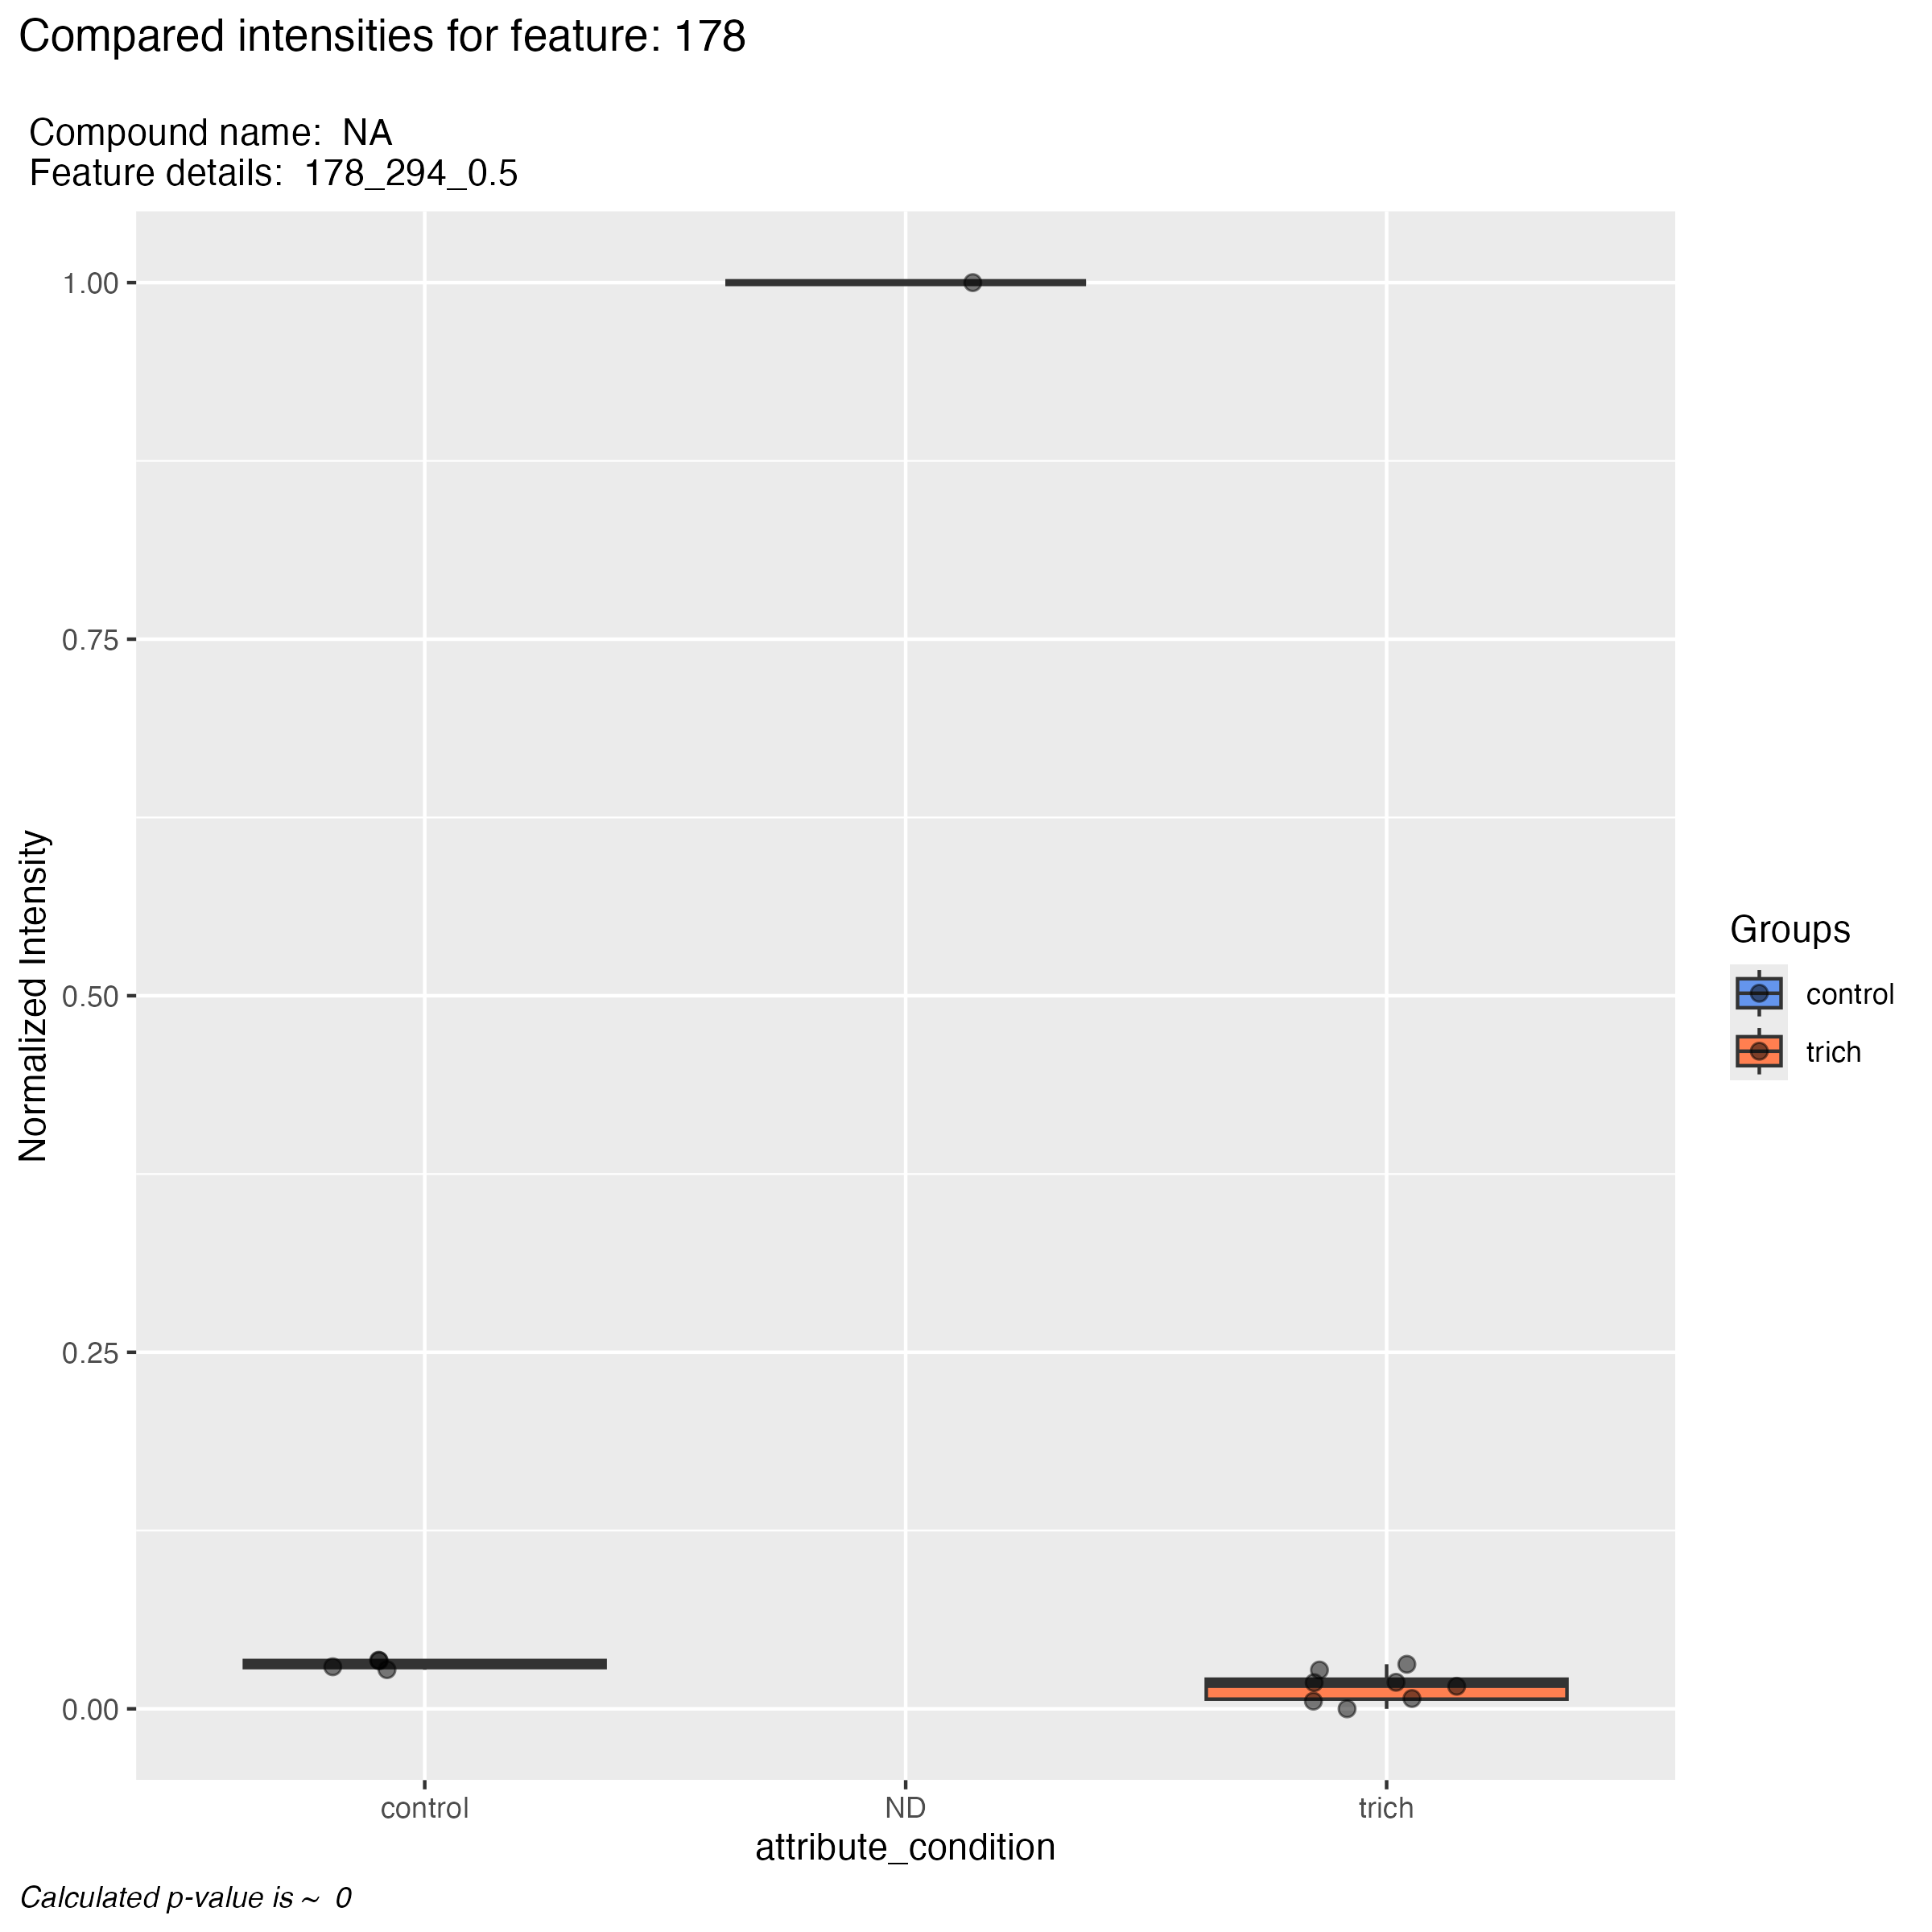 Compared intensities for feature: 178
Compound name: NA
Feature details: 178_294_0.5
1.00
0.75
0.50
0.25
0.00
Normalized Intensity
control
ND
trich
attribute_condition
Groups
control
trich
Calculated p-value is ~ 0